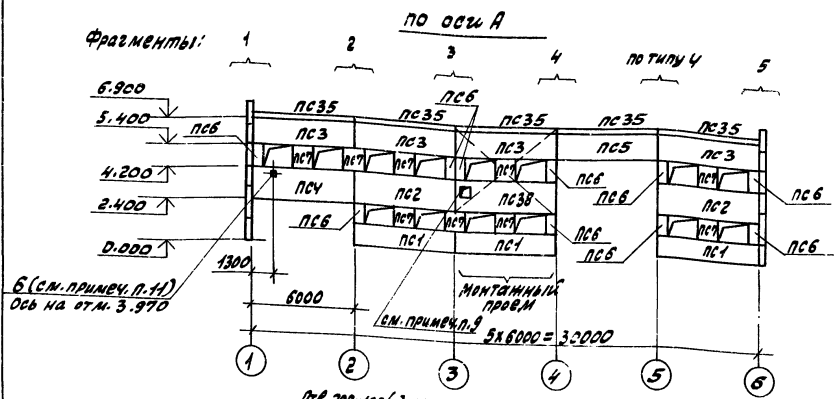 по оси А
Фрагменты: 1 2 3 4 по типу 4 5
6.900
5.400
4.200
2.400
0.000
пс6
пс35 пс35 пс6 пс35 пс35 пс35
пс3 пс3 пс3 пс5 пс3
пс7 пс7 пс7 пс7 пс7
пс6 пс6 пс6
пс4 пс2 пс38 пс2
пс6 пс7 пс7 пс7 пс6 пс6 пс7 пс6
пс1 пс1 пс1
1300
6 (см. примеч. п. 11)
Ось на отм. 3.970
6000
монтажный
проем
см. примеч. п. 9
5х6000 = 30000
1 2 3 4 5 6